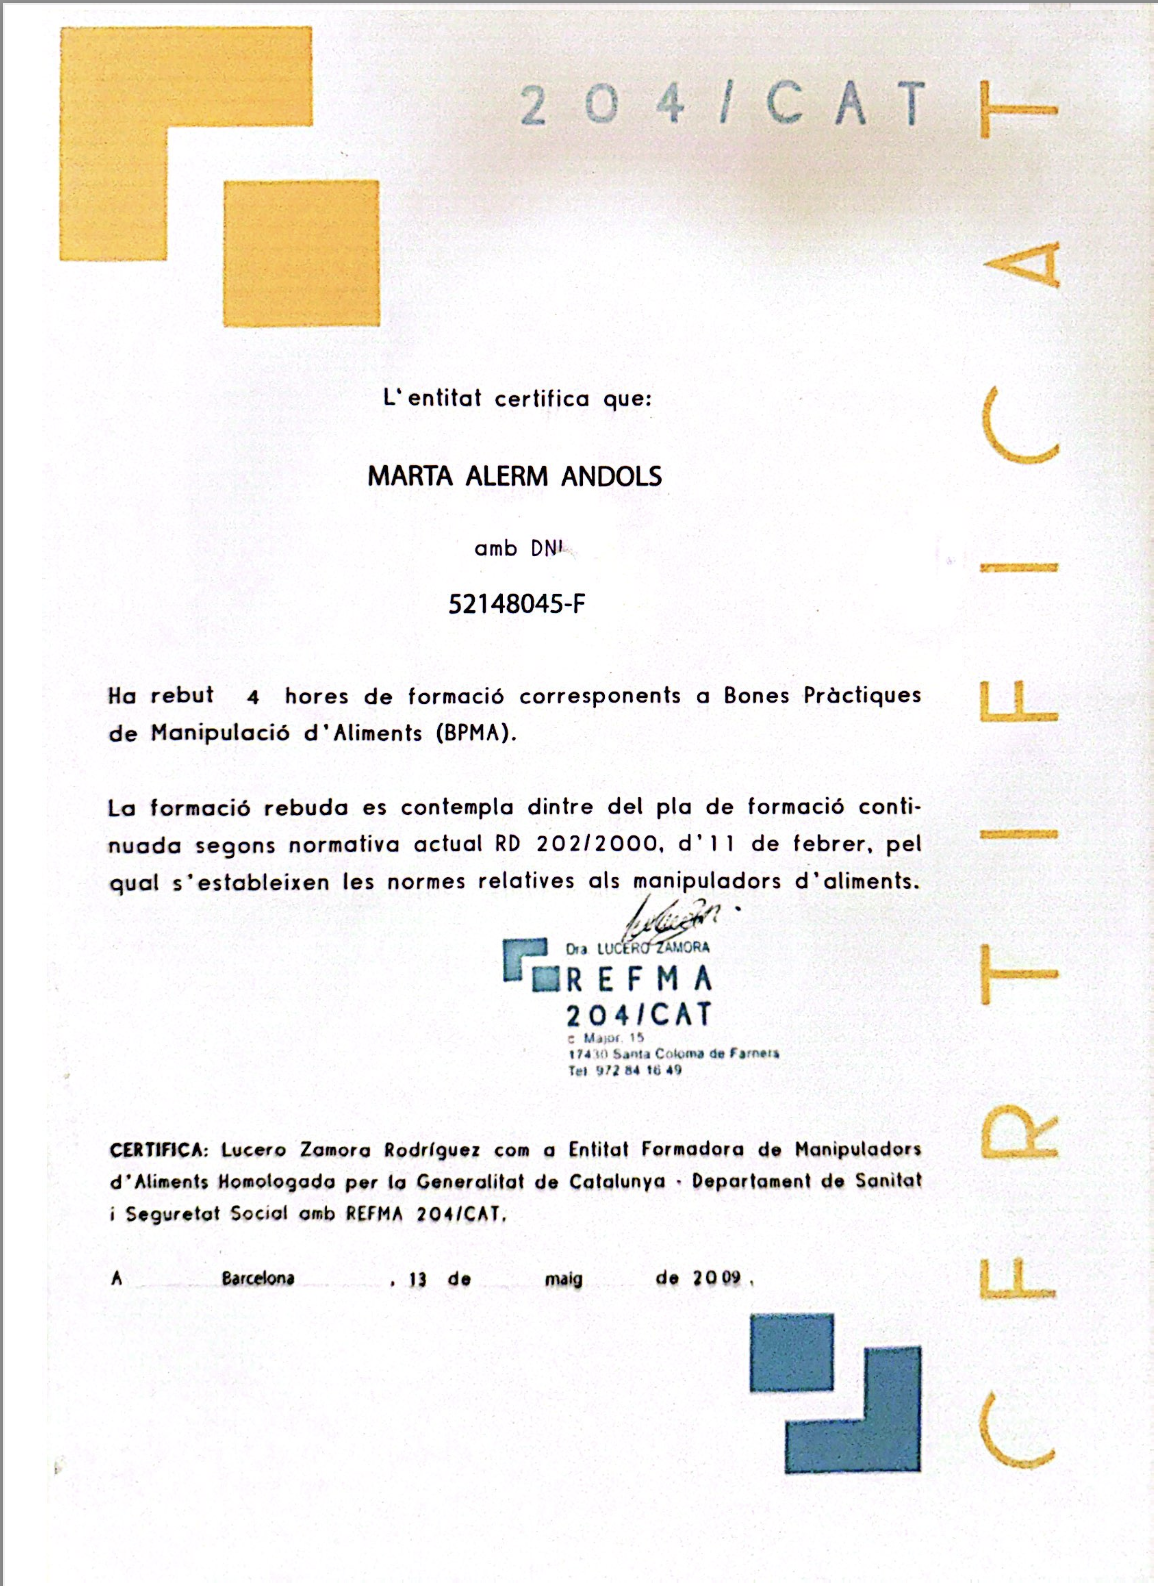 204/CAT
CERTIFICAT
L'entitat certifica que:
MARTA ALERM ANDOLS
amb DNI
52148045-F
Ha rebut 4 hores de formació corresponents a Bones Pràctiques
de Manipulació d'Aliments (BPMA).
La formació rebuda es contempla dintre del pla de formació conti-
nuada segons normativa actual RD 202/2000, d'11 de febrer, pel
qual s'estableixen les normes relatives als manipuladors d'aliments.
Dra LUCERO ZAMORA
REFMA
204/CAT
c Major. 15
17430 Santa Coloma de Farners
Tel 972 84 16 49
CERTIFICA: Lucero Zamora Rodríguez com a Entitat Formadora de Manipuladors
d'Aliments Homologada per la Generalitat de Catalunya - Departament de Sanitat
i Seguretat Social amb REFMA 204/CAT.
A Barcelona , 13 de maig de 2009 .